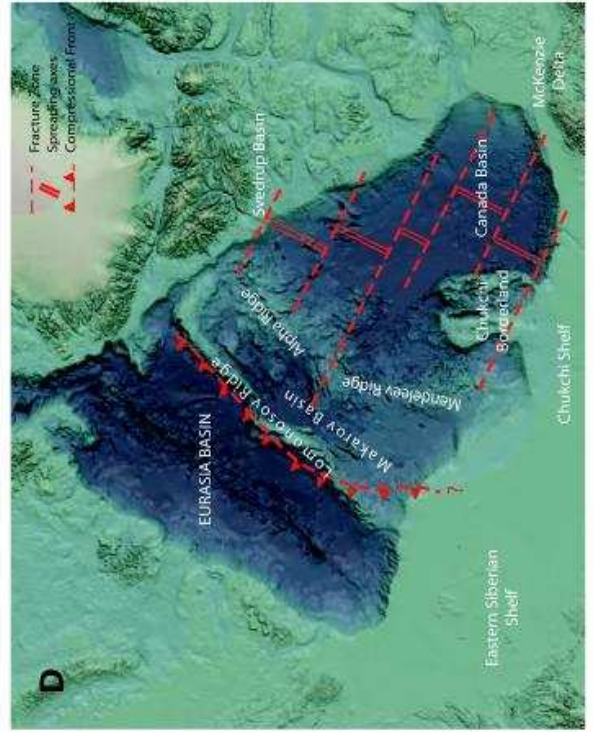 D
Fracture Zone
Spreading axes
Compressional Front
EURASIA BASIN
Lomonosov Ridge
Makarov Basin
Alpha Ridge
Mendeleev Ridge
Svedrup Basin
Canada Basin
Chukchi
Borderland
McKenzie
Delta
Chukchi Shelf
Eastern Siberian
Shelf
?